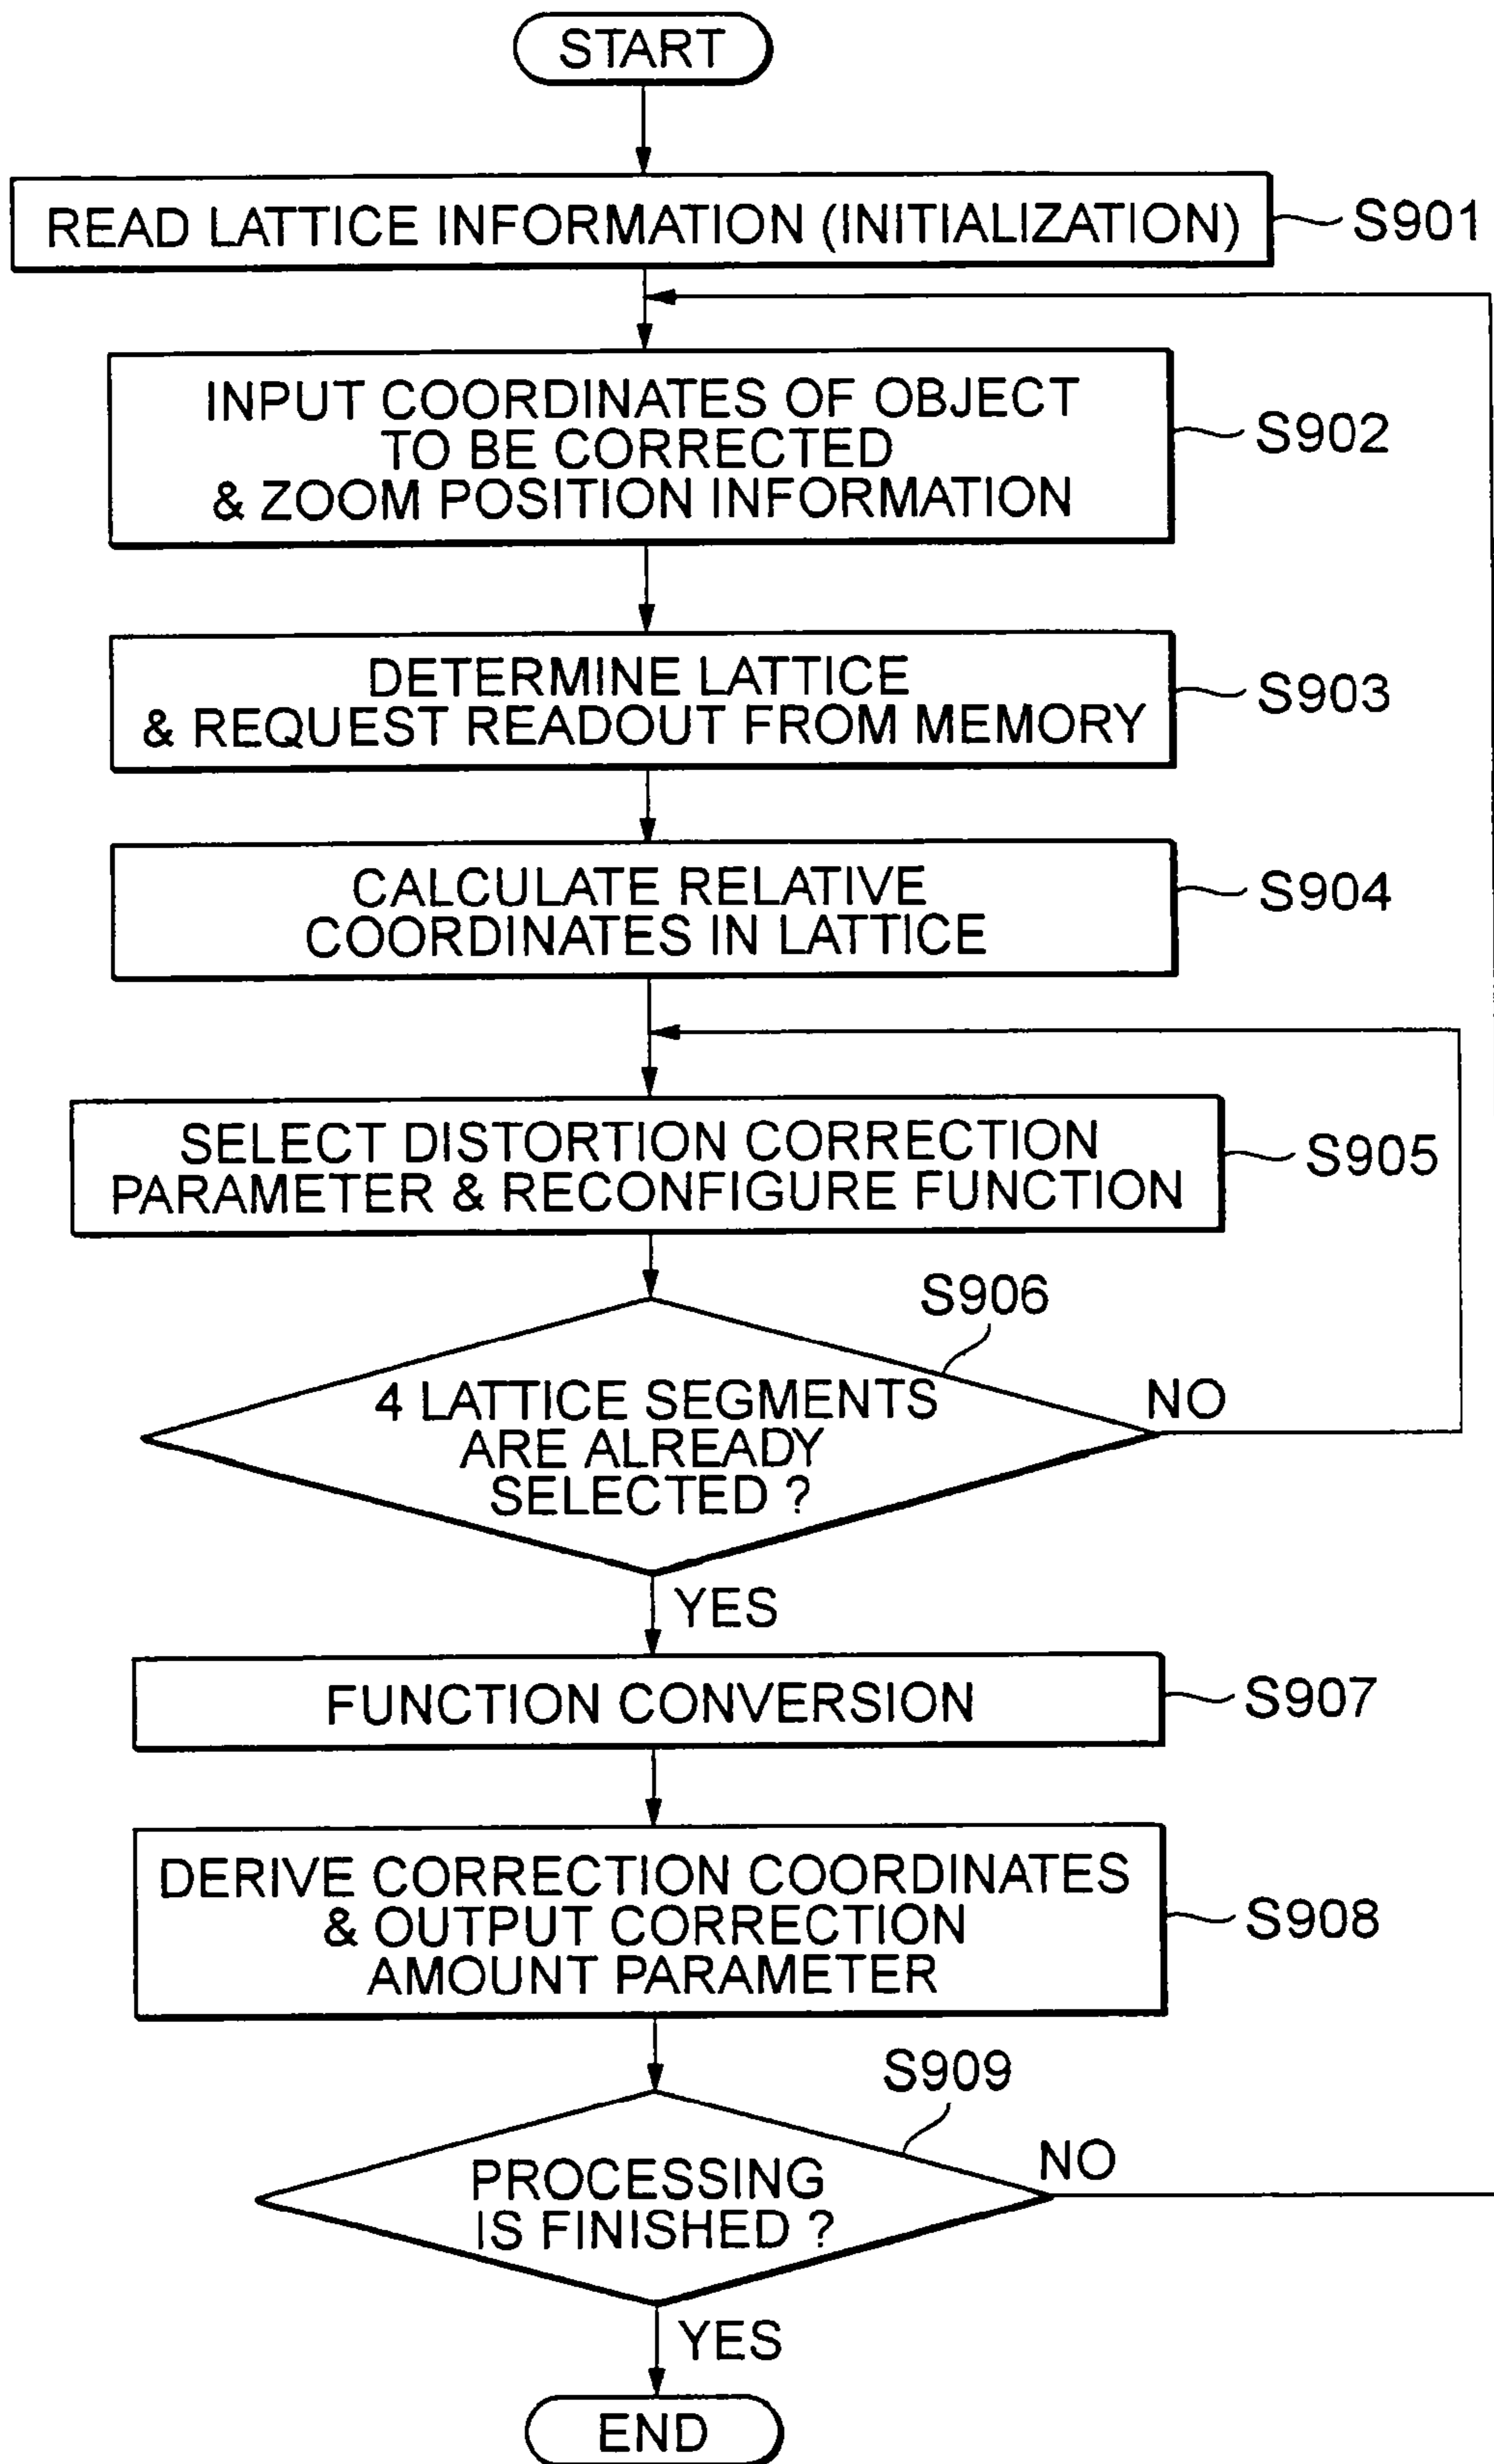 START
READ LATTICE INFORMATION (INITIALIZATION)
S901
INPUT COORDINATES OF OBJECT
TO BE CORRECTED
& ZOOM POSITION INFORMATION
S902
DETERMINE LATTICE
& REQUEST READOUT FROM MEMORY
S903
CALCULATE RELATIVE
COORDINATES IN LATTICE
S904
SELECT DISTORTION CORRECTION
PARAMETER & RECONFIGURE FUNCTION
S905
S906
4 LATTICE SEGMENTS
ARE ALREADY
SELECTED ?
NO
YES
FUNCTION CONVERSION
S907
DERIVE CORRECTION COORDINATES
& OUTPUT CORRECTION
AMOUNT PARAMETER
S908
S909
PROCESSING
IS FINISHED ?
NO
YES
END